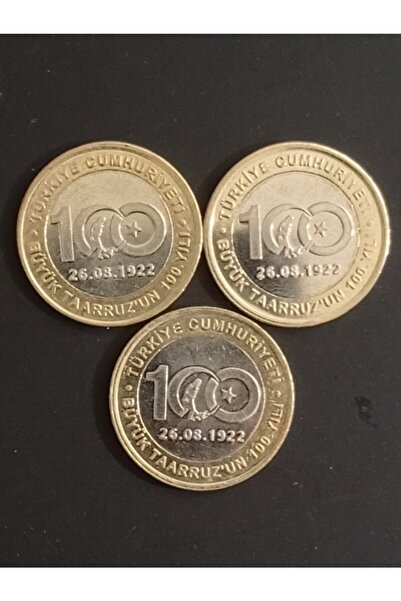 TÜRKİYE CUMHURİYETİ
100
26.08.1922
BÜYÜK TAARRUZ'UN 100. YILI
TÜRKİYE CUMHURİYETİ
100
26.08.1922
BÜYÜK TAARRUZ'UN 100. YILI
TÜRKİYE CUMHURİYETİ
100
26.08.1922
BÜYÜK TAARRUZ'UN 100. YILI